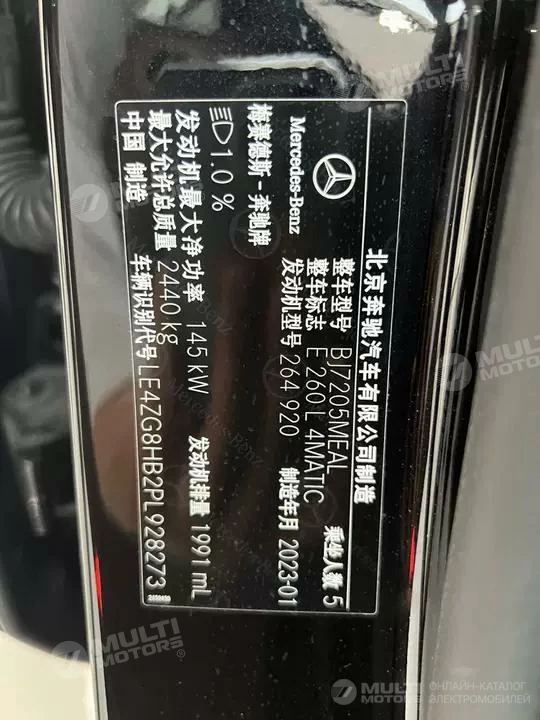 北京奔驰汽车有限公司制造
Mercedes-Benz
梅赛德斯-奔驰牌
1.0 %
整车型号 BJ7205MEAL 乘坐人数 5
整车标志 E 260 L 4MATIC
发动机型号 264 920 制造年月 2023-01
发动机最大净功率 145 kW 发动机排量 1991 mL
最大允许总质量 2440 kg
中国 制造 车辆识别代号 LE4ZG8HB2PL928273
MULTI MOTORS®
MULTI MOTORS®
MULTI MOTORS®
MULTI MOTORS®
MULTI MOTORS
ОНЛАЙН-КАТАЛОГ ЭЛЕКТРОМОБИЛЕЙ